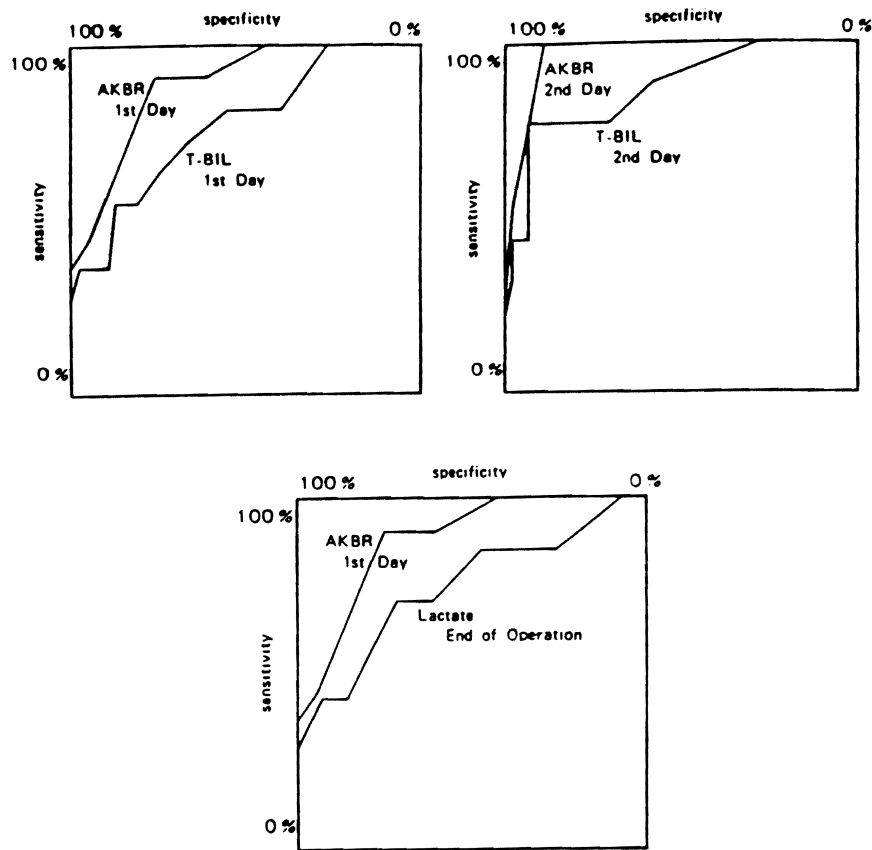 specificity
100 %
0 %
100 %
AKBR
1st Day
T-BIL
1st Day
sensitivity
0 %
specificity
100 %
0 %
100 %
AKBR
2nd Day
T-BIL
2nd Day
sensitivity
0 %
specificity
100 %
0 %
100 %
AKBR
1st Day
Lactate
End of Operation
sensitivity
0 %